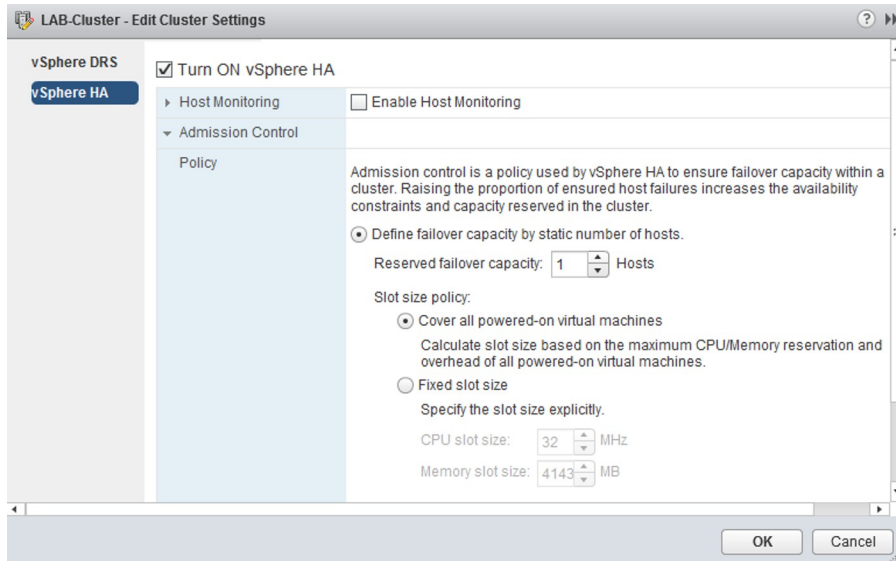 LAB-Cluster - Edit Cluster Settings
?
vSphere DRS
vSphere HA
Turn ON vSphere HA
Host Monitoring
Enable Host Monitoring
Admission Control
Policy
Admission control is a policy used by vSphere HA to ensure failover capacity within a
cluster. Raising the proportion of ensured host failures increases the availability
constraints and capacity reserved in the cluster.
Define failover capacity by static number of hosts.
Reserved failover capacity: 1 Hosts
Slot size policy:
Cover all powered-on virtual machines
Calculate slot size based on the maximum CPU/Memory reservation and
overhead of all powered-on virtual machines.
Fixed slot size
Specify the slot size explicitly.
CPU slot size: 32 MHz
Memory slot size: 4143 MB
OK Cancel